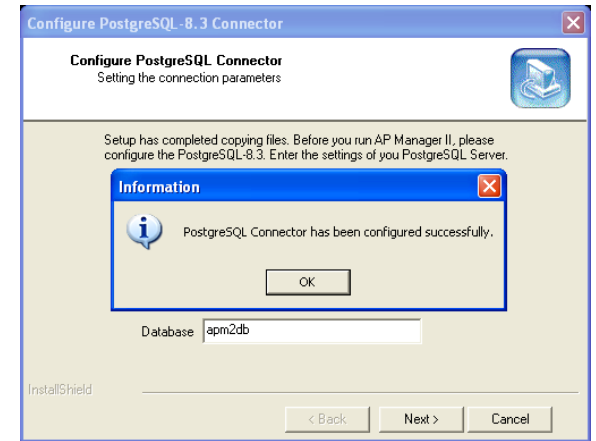 Configure PostgreSQL-8.3 Connector
Configure PostgreSQL Connector
Setting the connection parameters
Setup has completed copying files. Before you run AP Manager II, please
configure the PostgreSQL-8.3. Enter the settings of you PostgreSQL Server.
Information
PostgreSQL Connector has been configured successfully.
OK
Database apm2db
InstallShield
< Back Next > Cancel